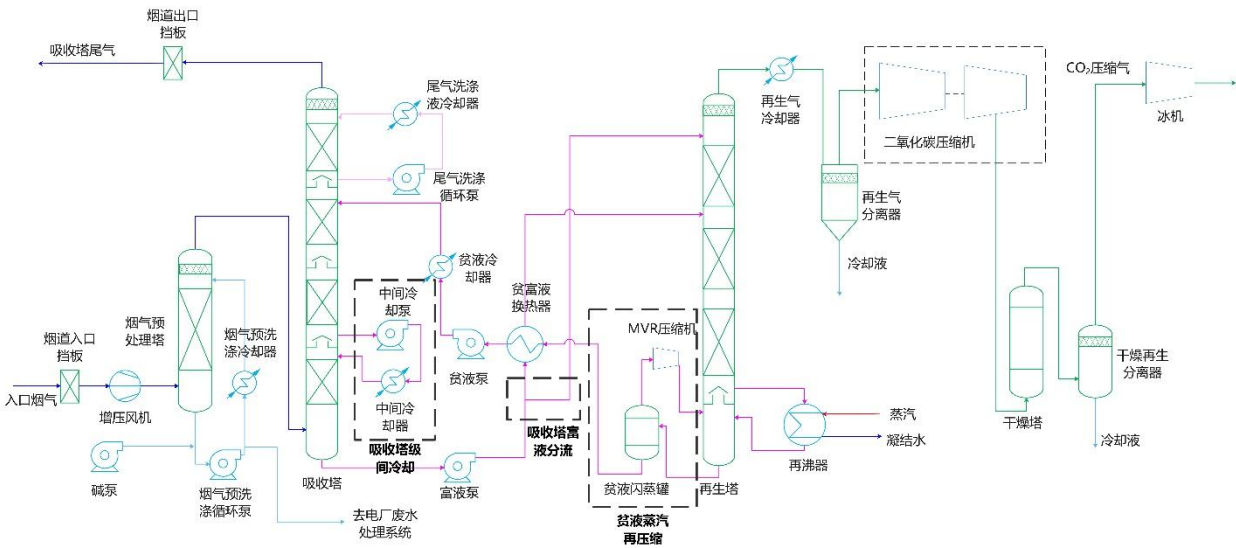 烟道出口
挡板
吸收塔尾气
尾气洗涤
液冷却器
尾气洗涤
循环泵
再生气
冷却器
二氧化碳压缩机
CO₂压缩气
冰机
再生气
分离器
冷却液
贫液冷
却器
贫富液
换热器
中间冷
却泵
MVR压缩机
烟气预
处理塔
烟气预洗
涤冷却器
烟道入口
挡板
入口烟气
增压风机
贫液泵
中间冷
却器
吸收塔级
间冷却
吸收塔富
液分流
蒸汽
凝结水
再沸器
干燥塔
干燥再生
分离器
冷却液
碱泵
烟气预洗
涤循环泵
吸收塔
富液泵
贫液闪蒸罐
再生塔
贫液蒸汽
再压缩
去电厂废水
处理系统